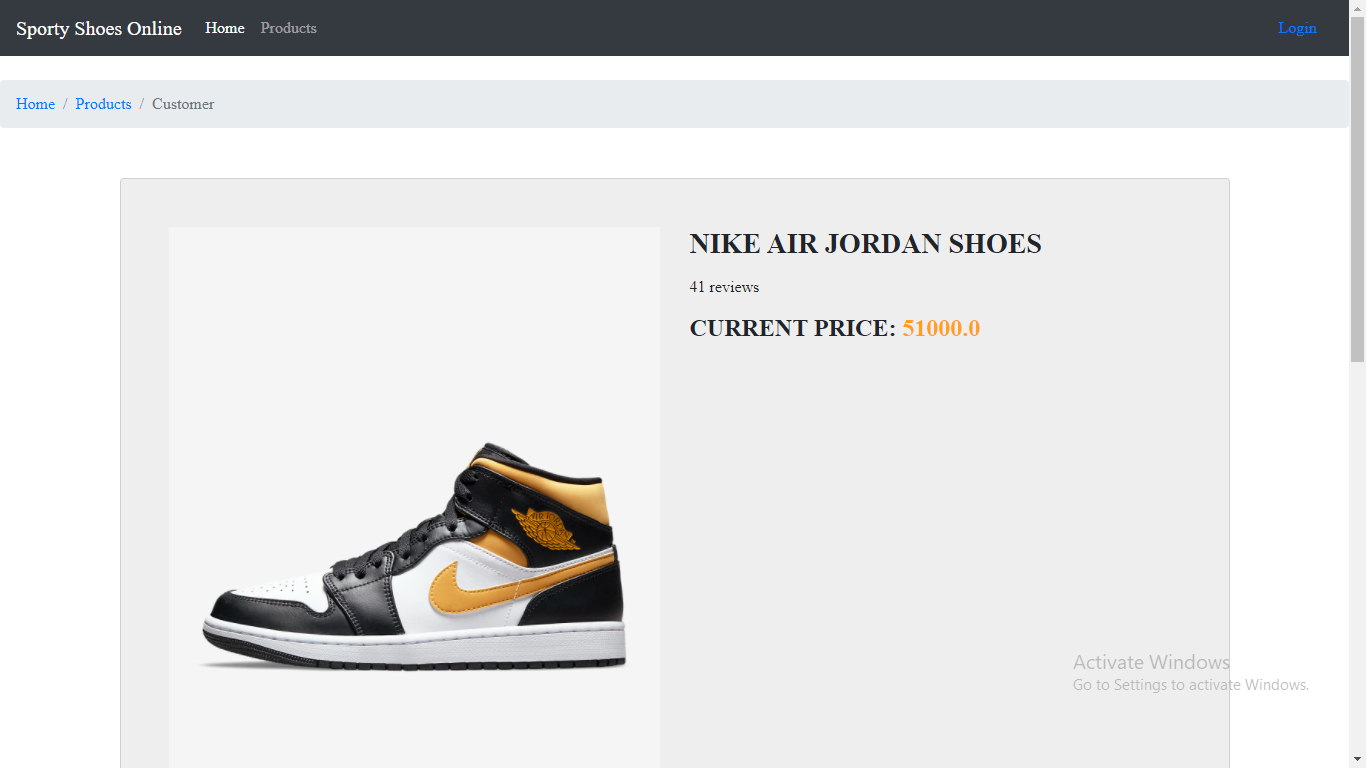 Sporty Shoes Online Home Products Login
Home / Products / Customer
NIKE AIR JORDAN SHOES
41 reviews
CURRENT PRICE: 51000.0
Activate Windows
Go to Settings to activate Windows.